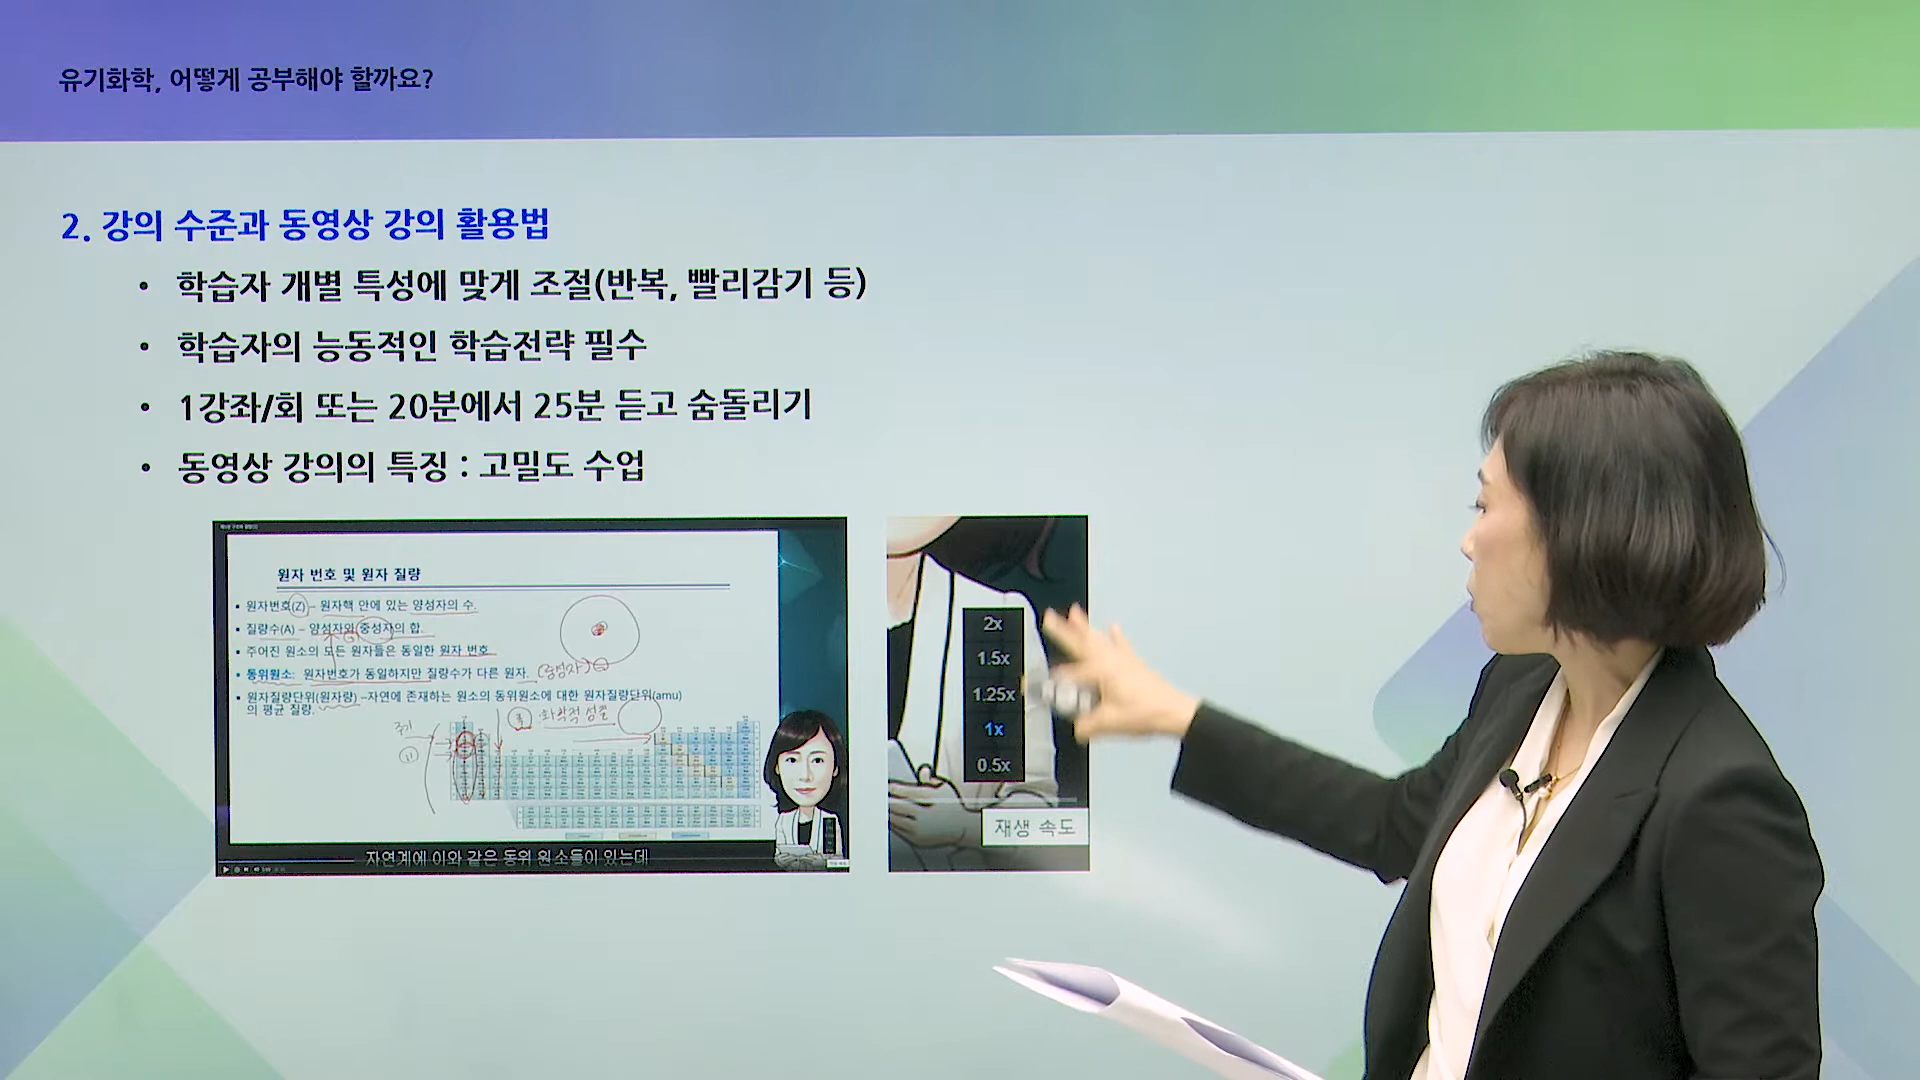 유기화학, 어떻게 공부해야 할까요?
2. 강의 수준과 동영상 강의 활용법
• 학습자 개별 특성에 맞게 조절(반복, 빨리감기 등)
• 학습자의 능동적인 학습전략 필수
• 1강좌/회 또는 20분에서 25분 듣고 숨돌리기
• 동영상 강의의 특징 : 고밀도 수업
원자 번호 및 원자 질량
▪ 원자번호(Z) – 원자핵 안에 있는 양성자의 수.
▪ 질량수(A) – 양성자와 중성자의 합.
▪ 주어진 원소의 모든 원자들은 동일한 원자 번호
▪ 동위원소: 원자번호가 동일하지만 질량수가 다른 원자. (중성자)
▪ 원자질량단위(원자량) –자연에 존재하는 원소의 동위원소에 대한 원자질량단위(amu)
의 평균 질량.
족 : 화학적 성질
주기
자연계에 이와 같은 동위 원소들이 있는데
2x
1.5x
1.25x
1x
0.5x
재생 속도